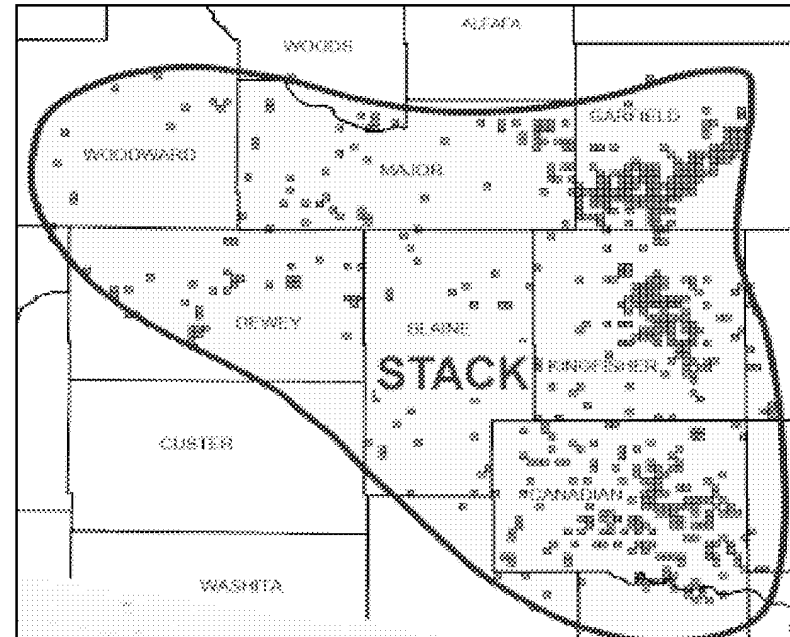 ALFALFA
WOODS
GARFIELD
WOODWARD
MAJOR
DEWEY
BLAINE
STACK
KINGFISHER
CUSTER
CANADIAN
WASHITA